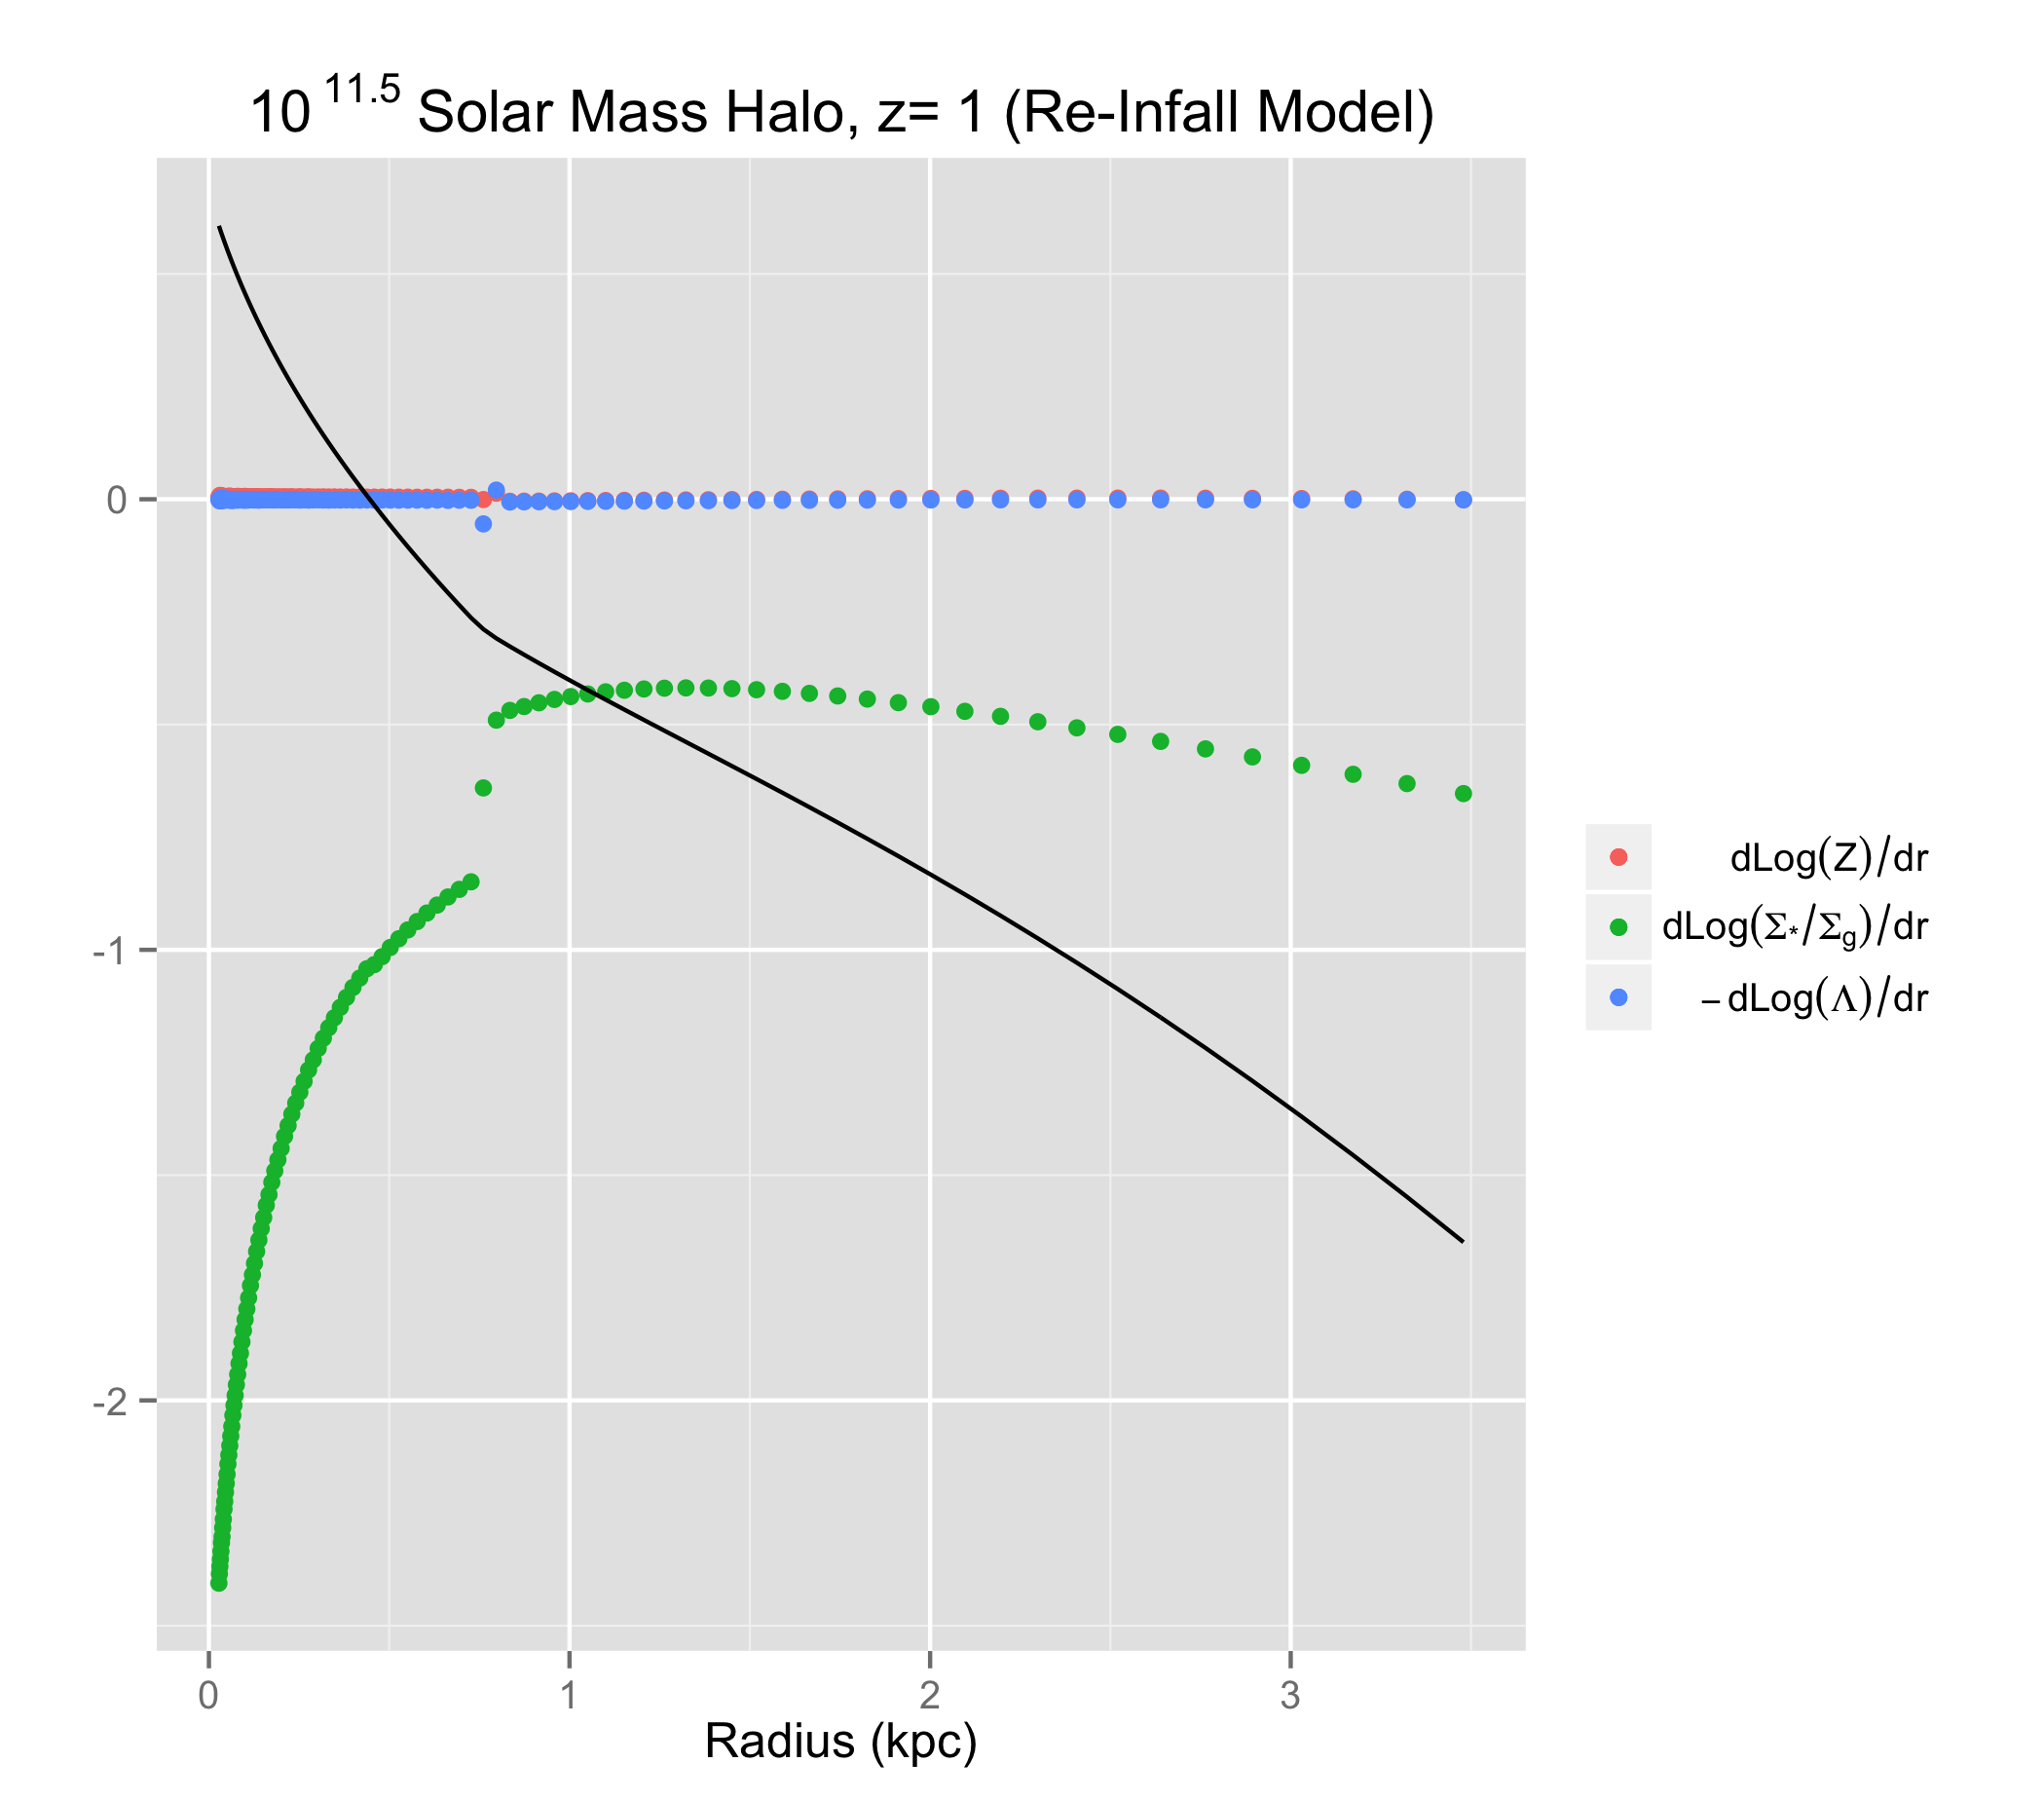 10^11.5 Solar Mass Halo, z= 1 (Re-Infall Model)
0
-1
-2
0 1 2 3
Radius (kpc)
dLog(Z)/dr
dLog(Σ*/Σg)/dr
− dLog(Λ)/dr